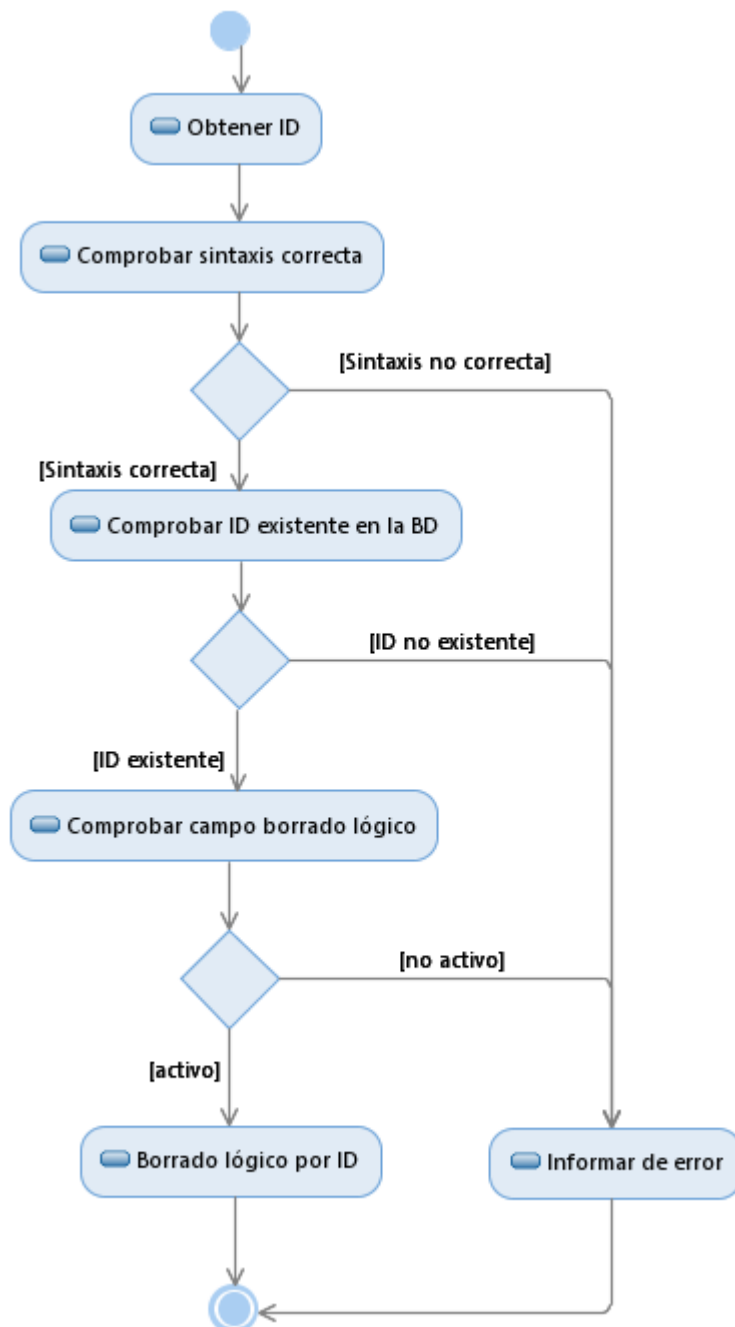 Obtener ID
Comprobar sintaxis correcta
[Sintaxis no correcta]
[Sintaxis correcta]
Comprobar ID existente en la BD
[ID no existente]
[ID existente]
Comprobar campo borrado lógico
[no activo]
[activo]
Borrado lógico por ID
Informar de error